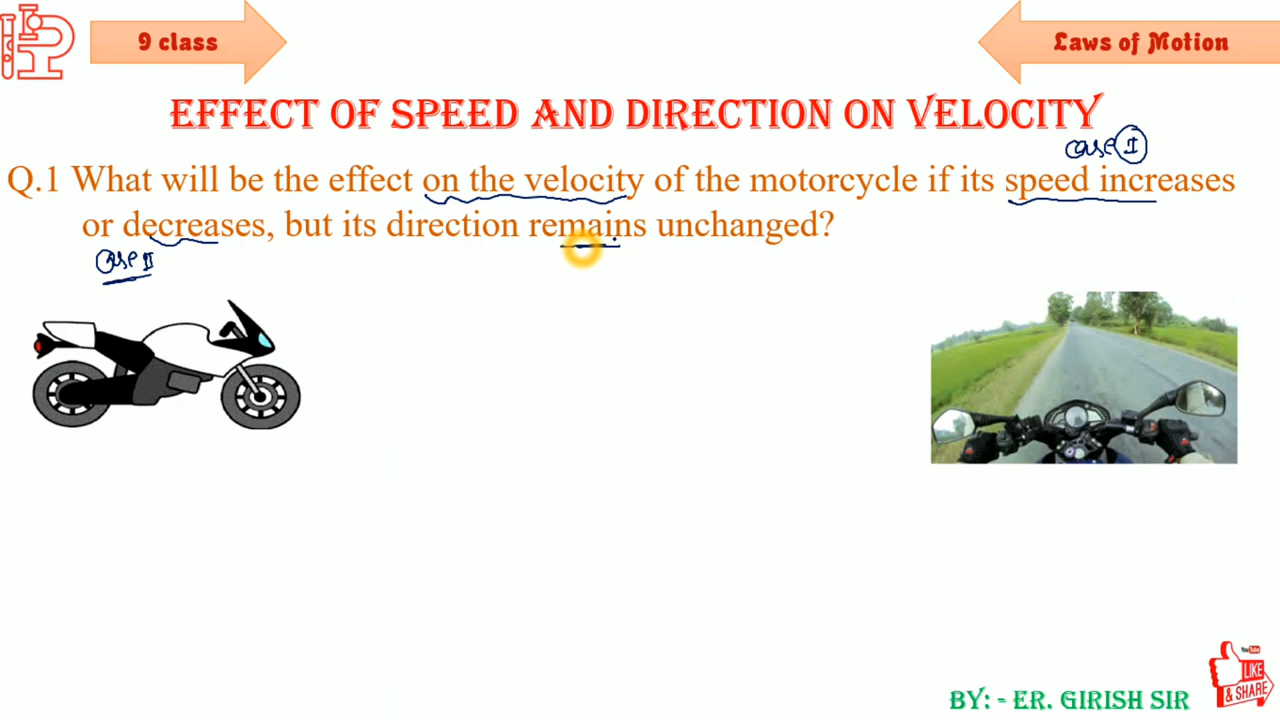 9 class
Laws of Motion
EFFECT OF SPEED AND DIRECTION ON VELOCITY
case I
Q.1 What will be the effect on the velocity of the motorcycle if its speed increases
or decreases, but its direction remains unchanged?
case II
YouTube
LIKE
& SHARE
BY: - ER. GIRISH SIR